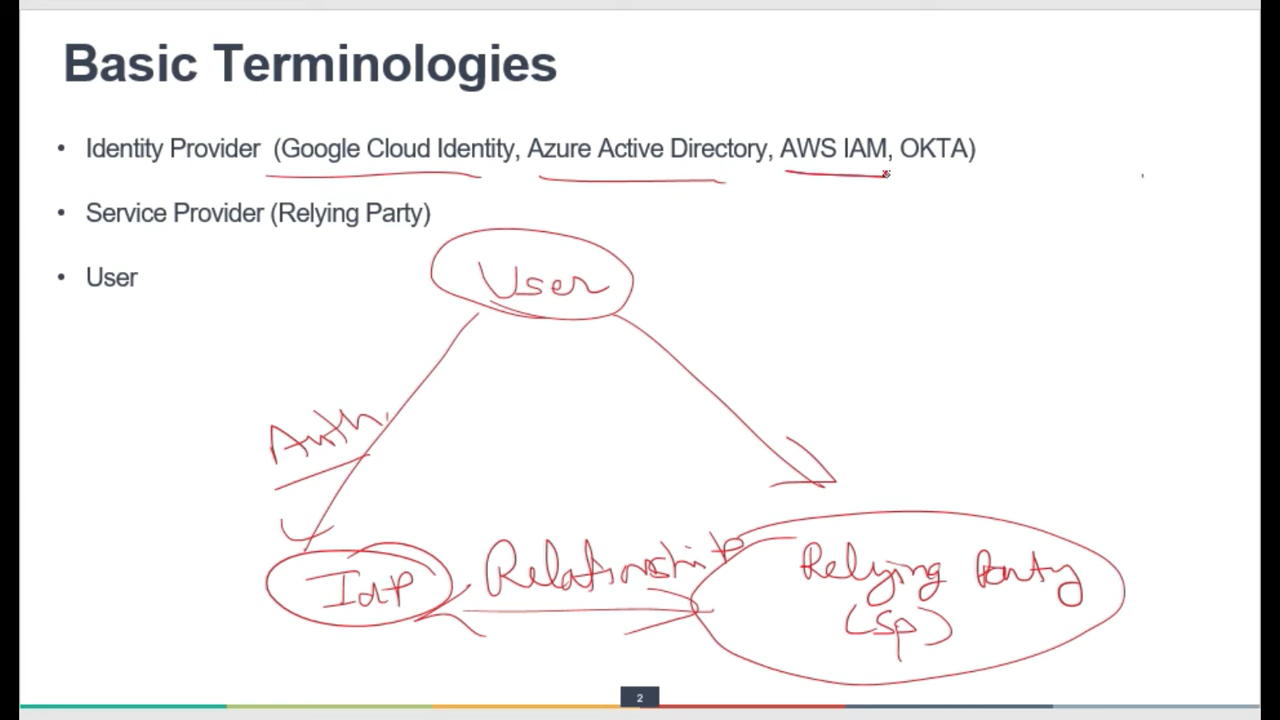 Basic Terminologies
• Identity Provider (Google Cloud Identity, Azure Active Directory, AWS IAM, OKTA)
• Service Provider (Relying Party)
• User
User
Auth.
Relationship
IdP
Relying Party
(SP)
2